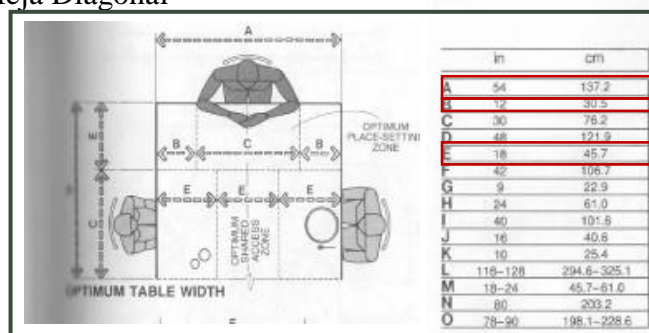 eja Diagonal
A
B C B
E
C
E E E
OPTIMUM
PLACE-SETTIN
ZONE
OPTIMUM
SHARED
ACCESS
ZONE
OPTIMUM TABLE WIDTH
in cm
A 54 137.2
B 12 30.5
C 30 76.2
D 48 121.9
E 18 45.7
F 42 106.7
G 9 22.9
H 24 61.0
I 40 101.6
J 16 40.6
K 10 25.4
L 116–128 294.6–325.1
M 18–24 45.7–61.0
N 80 203.2
O 78–90 198.1–228.6